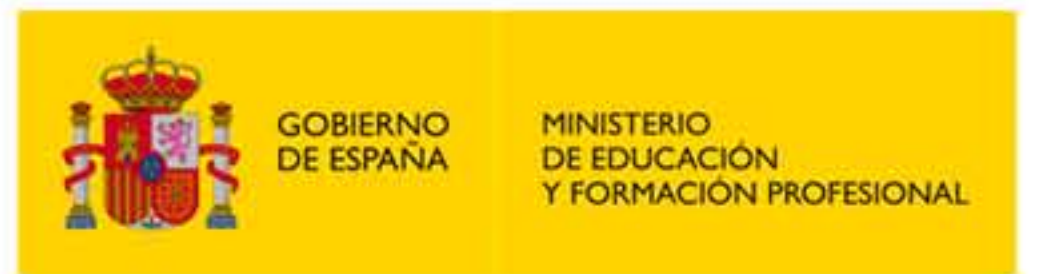 GOBIERNO
DE ESPAÑA
MINISTERIO
DE EDUCACIÓN
Y FORMACIÓN PROFESIONAL